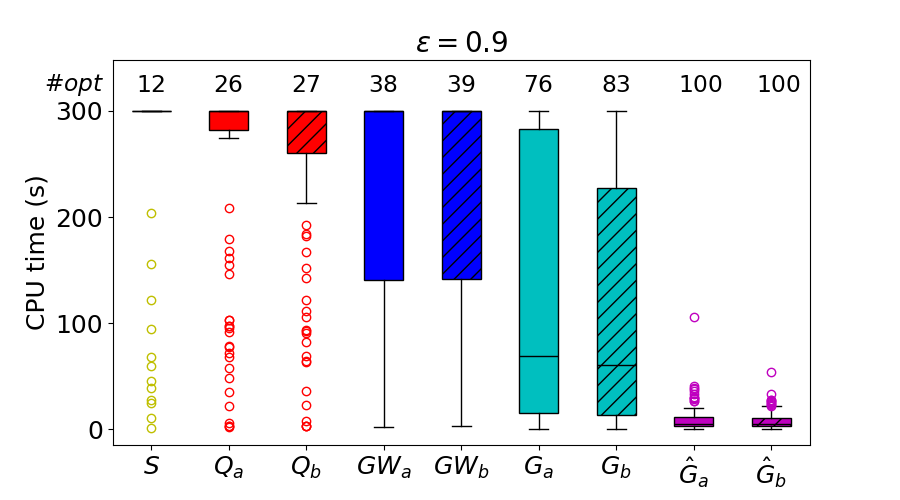 ε = 0.9
#opt 12 26 27 38 39 76 83 100 100
300
200
100
0
CPU time (s)
S Q_a Q_b GW_a GW_b G_a G_b Ĝ_a Ĝ_b